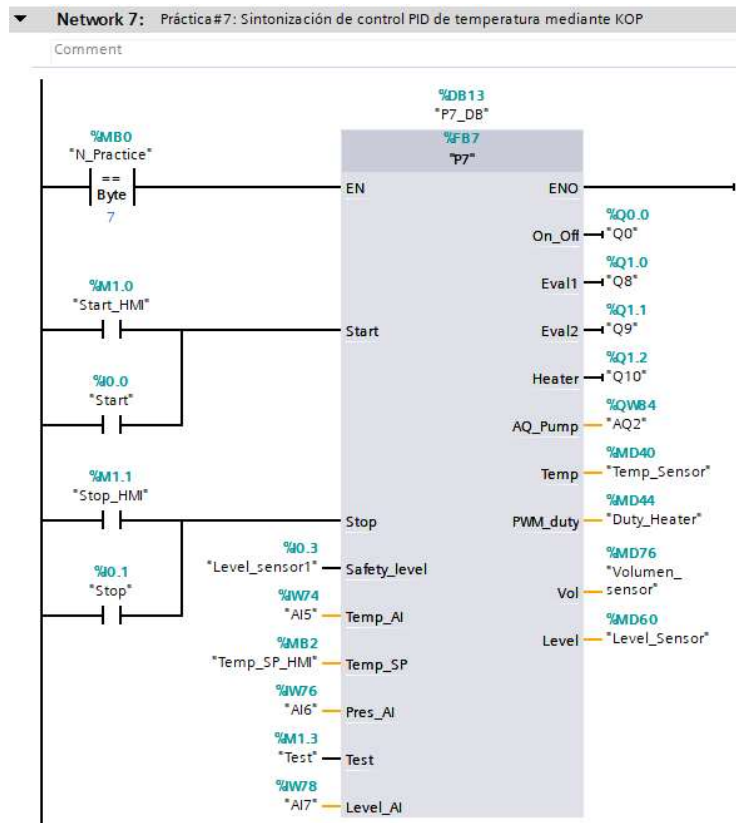 Network 7: Práctica#7: Sintonización de control PID de temperatura mediante KOP
Comment
%DB13
"P7_DB"
%MB0
"N_Practice"
==
Byte
7
%FB7
"P7"
EN
ENO
On_Off
%Q0.0
"Q0"
Eval1
%Q1.0
"Q8"
%M1.0
"Start_HMI"
Start
Eval2
%Q1.1
"Q9"
%I0.0
"Start"
Heater
%Q1.2
"Q10"
AQ_Pump
%QW84
"AQ2"
%M1.1
"Stop_HMI"
Stop
Temp
%MD40
"Temp_Sensor"
PWM_duty
%MD44
"Duty_Heater"
%I0.1
"Stop"
%I0.3
"Level_sensor1"
Safety_level
Vol
%MD76
"Volumen_
sensor"
%IW74
"AI5"
Temp_AI
Level
%MD60
"Level_Sensor"
%MB2
"Temp_SP_HMI"
Temp_SP
%IW76
"AI6"
Pres_AI
%M1.3
"Test"
Test
%IW78
"AI7"
Level_AI